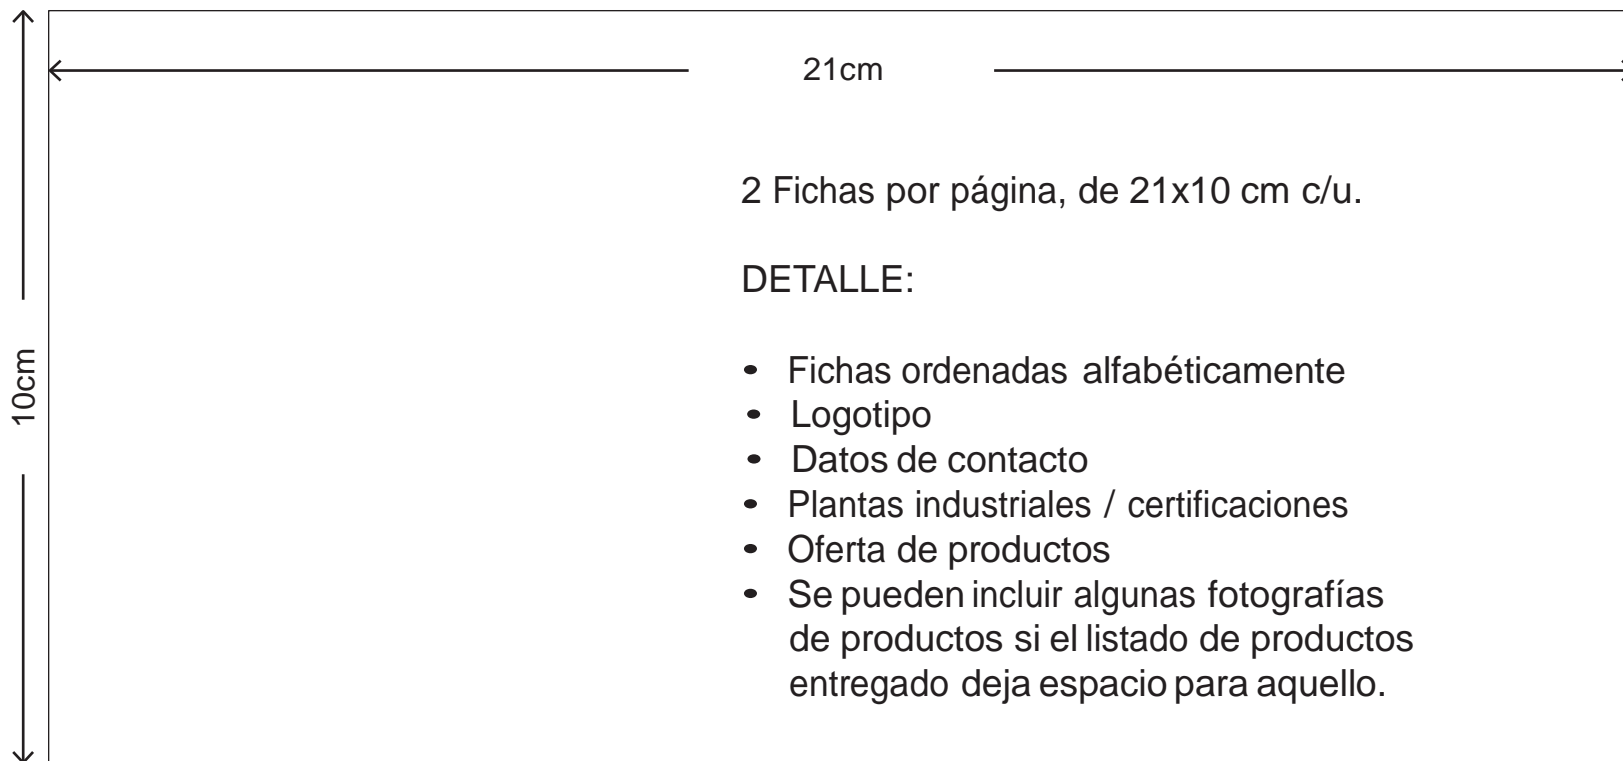 21cm
2 Fichas por página, de 21x10 cm c/u.
DETALLE:
• Fichas ordenadas alfabéticamente
• Logotipo
• Datos de contacto
• Plantas industriales / certificaciones
• Oferta de productos
• Se pueden incluir algunas fotografías
de productos si el listado de productos
entregado deja espacio para aquello.
10cm